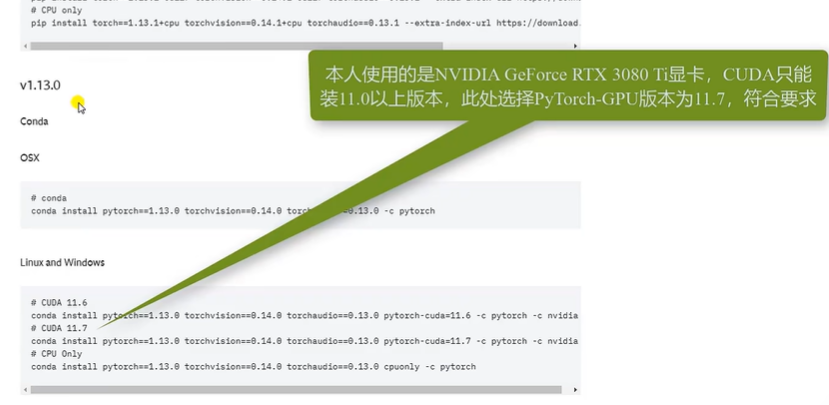 # CPU only
pip install torch==1.13.1+cpu torchvision==0.14.1+cpu torchaudio==0.13.1 --extra-index-url https://download.
v1.13.0
本人使用的是NVIDIA GeForce RTX 3080 Ti显卡，CUDA只能
装11.0以上版本，此处选择PyTorch-GPU版本为11.7，符合要求
Conda
OSX
# conda
conda install pytorch==1.13.0 torchvision==0.14.0 ==0.13.0 -c pytorch
Linux and Windows
# CUDA 11.6
conda install pytorch==1.13.0 torchvision==0.14.0 torchaudio==0.13.0 pytorch-cuda=11.6 -c pytorch -c nvidia
# CUDA 11.7
conda install pytorch==1.13.0 torchvision==0.14.0 torchaudio==0.13.0 pytorch-cuda=11.7 -c pytorch -c nvidia
# CPU Only
conda install pytorch==1.13.0 torchvision==0.14.0 torchaudio==0.13.0 cpuonly -c pytorch